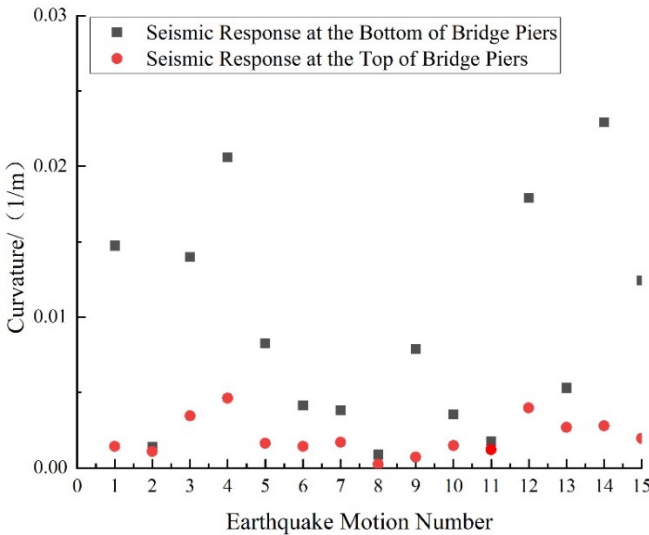 0.03
Seismic Response at the Bottom of Bridge Piers
Seismic Response at the Top of Bridge Piers
0.02
Curvature/（1/m）
0.01
0.00
0 1 2 3 4 5 6 7 8 9 10 11 12 13 14 15
Earthquake Motion Number